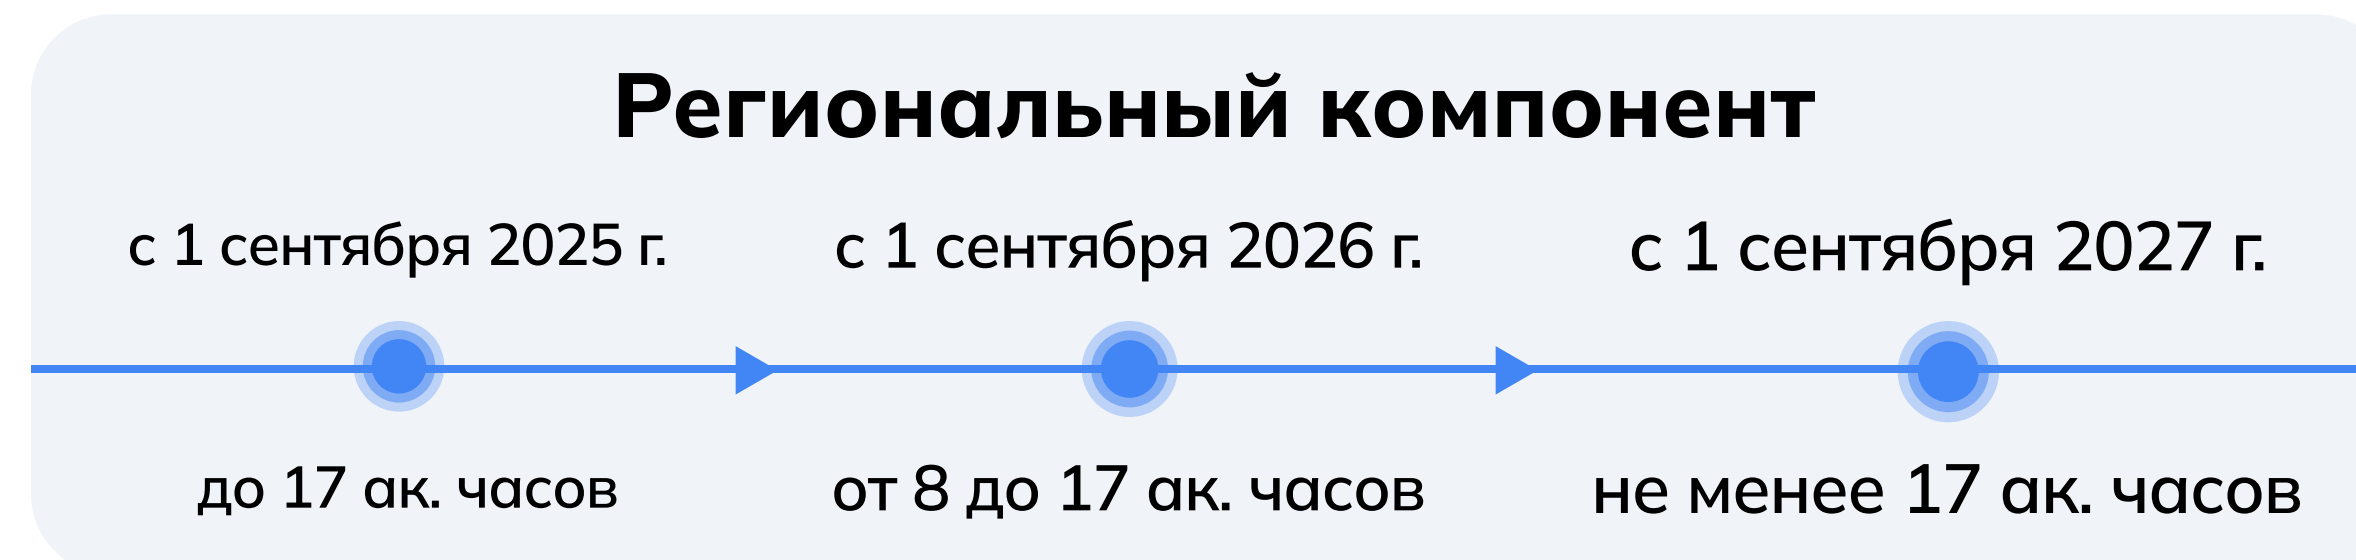 Региональный компонент
с 1 сентября 2025 г.
с 1 сентября 2026 г.
с 1 сентября 2027 г.
до 17 ак. часов
от 8 до 17 ак. часов
не менее 17 ак. часов